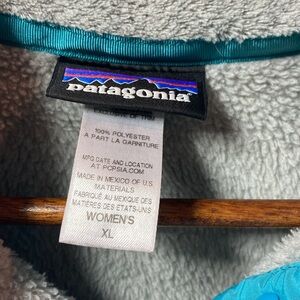 patagonia
100% POLYESTER
A PART LA GARNITURE
MFG DATE AND LOCATION
AT PCPSIA.COM
MADE IN MEXICO OF U.S
MATERIALS
FABRIQUÉ AU MEXIQUE DES
MATIÈRES DES ETATS-UNIS
WOMEN'S
XL